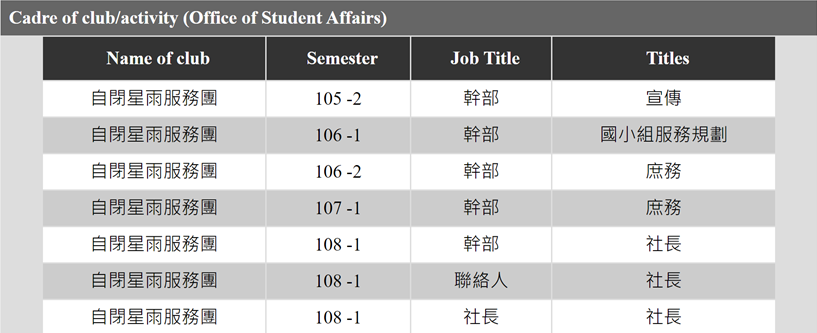 Cadre of club/activity (Office of Student Affairs)
Name of club Semester Job Title Titles
自閉星雨服務團 105 -2 幹部 宣傳
自閉星雨服務團 106 -1 幹部 國小組服務規劃
自閉星雨服務團 106 -2 幹部 庶務
自閉星雨服務團 107 -1 幹部 庶務
自閉星雨服務團 108 -1 幹部 社長
自閉星雨服務團 108 -1 聯絡人 社長
自閉星雨服務團 108 -1 社長 社長